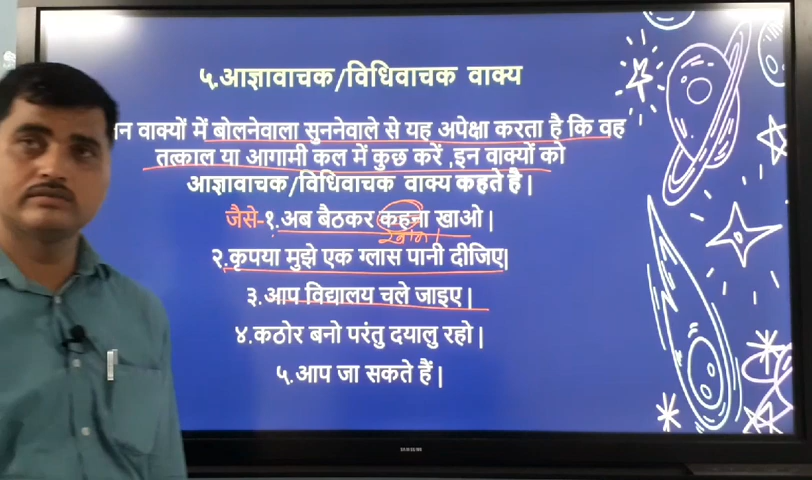 ५.आज्ञावाचक/विधिवाचक वाक्य
वाक्यों में बोलनेवाला सुननेवाले से यह अपेक्षा करता है कि वह
तत्काल या आगामी कल में कुछ करें ,इन वाक्यों को
आज्ञावाचक/विधिवाचक वाक्य कहते है |
जैसे-१.अब बैठकर कहना खाओ |
खाना
२.कृपया मुझे एक ग्लास पानी दीजिए|
३.आप विद्यालय चले जाइए |
४.कठोर बनो परंतु दयालु रहो |
५.आप जा सकते हैं |
SAMSUNG